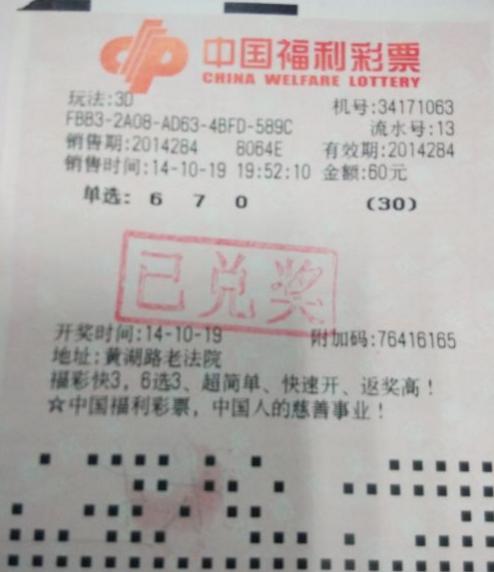 中国福利彩票
CHINA WELFARE LOTTERY
玩法:3D 机号:34171063
FBB3-2A08-AD63-4BFD-589C 流水号:13
销售期:2014284 8064E 有效期:2014284
销售时间:14-10-19 19:52:10 金额:60元
单选: 6 7 0 (30)
已兑奖
开奖时间:14-10-19 附加码:76416165
地址:黄湖路老法院
福彩快3，6选3、超简单、快速开、返奖高！
☆中国福利彩票，中国人的慈善事业！